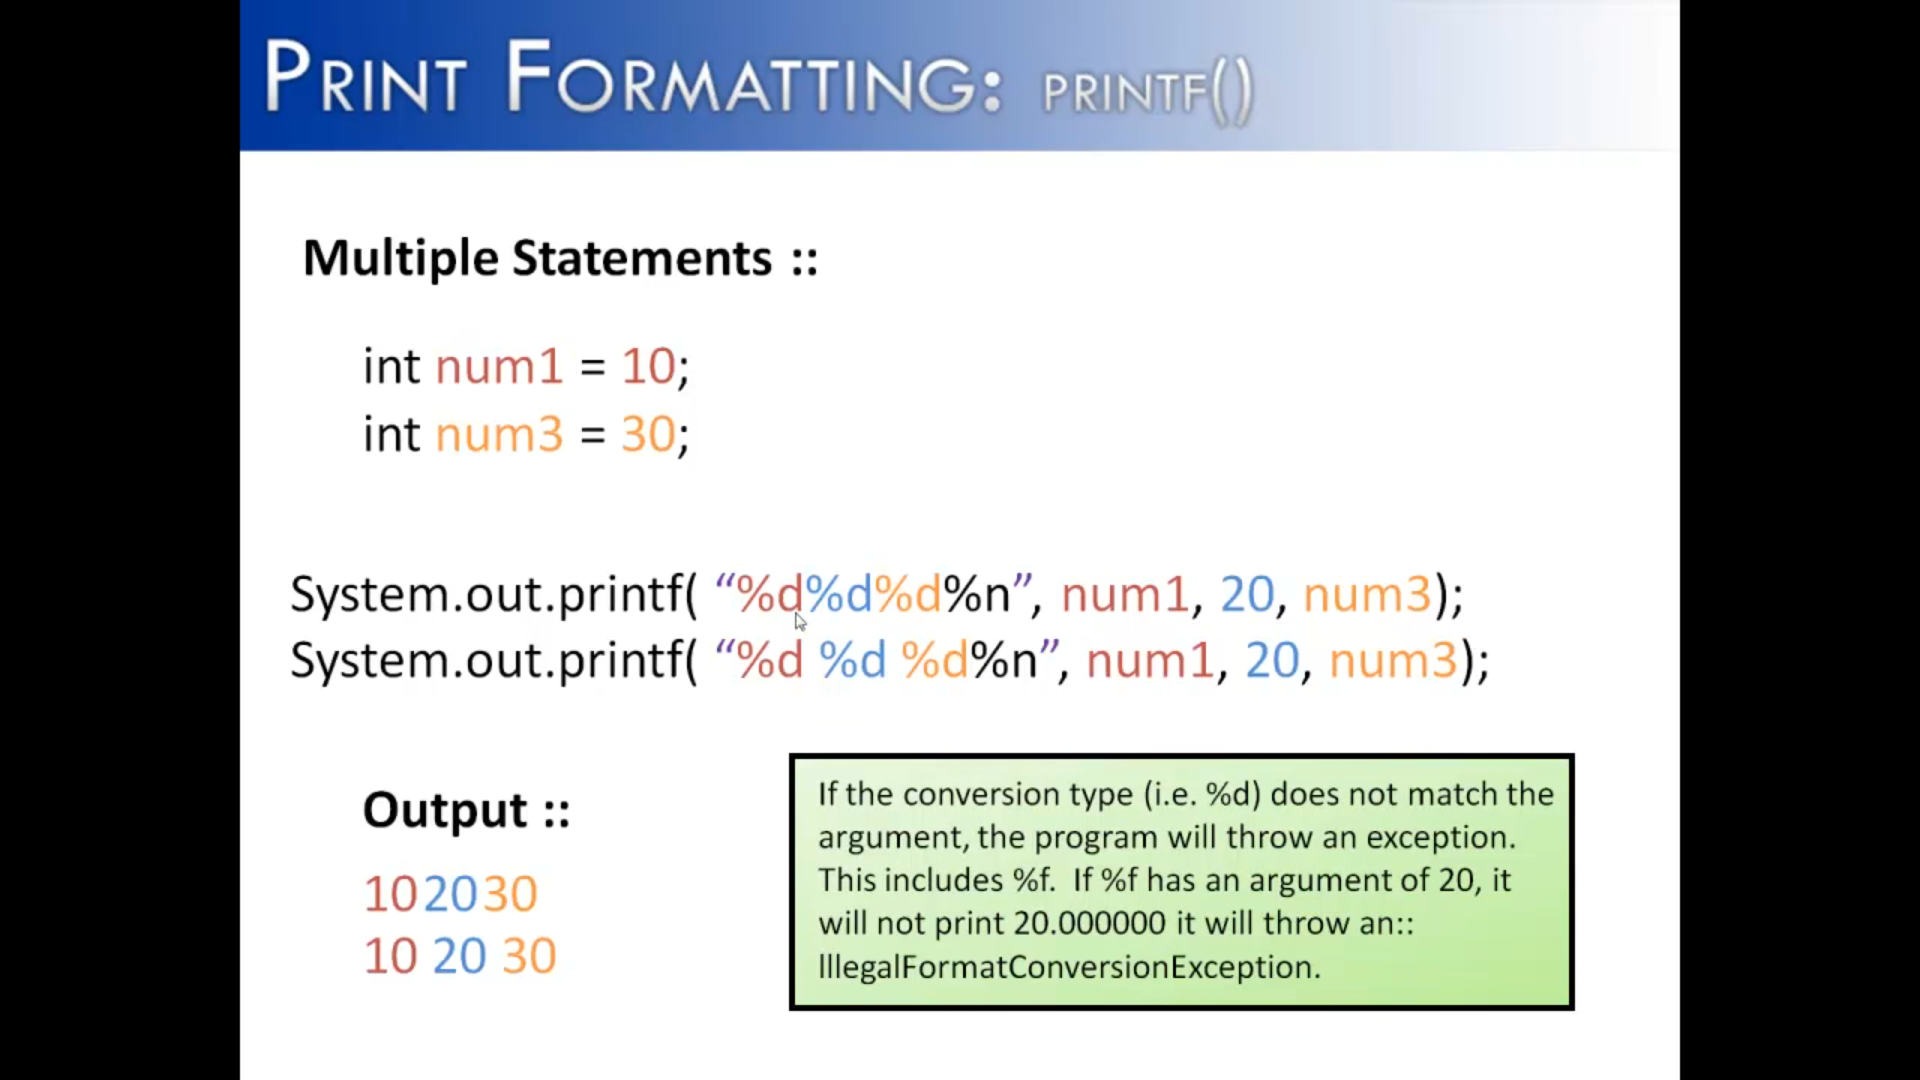 PRINT FORMATTING: PRINTF()
Multiple Statements ::
int num1 = 10;
int num3 = 30;
System.out.printf( “%d%d%d%n”, num1, 20, num3);
System.out.printf( “%d %d %d%n”, num1, 20, num3);
Output ::
102030
10 20 30
If the conversion type (i.e. %d) does not match the
argument, the program will throw an exception.
This includes %f. If %f has an argument of 20, it
will not print 20.000000 it will throw an::
IllegalFormatConversionException.